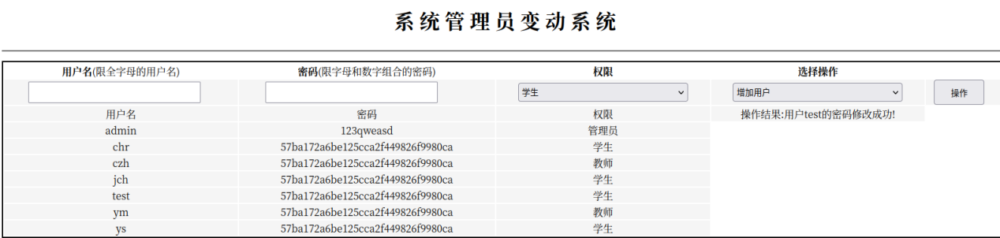 系统管理员变动系统
用户名(限全字母的用户名) 密码(限字母和数字组合的密码) 权限 选择操作
学生 增加用户 操作
用户名 密码 权限 操作结果:用户test的密码修改成功!
admin 123qweasd 管理员
chr 57ba172a6be125cca2f449826f9980ca 学生
czh 57ba172a6be125cca2f449826f9980ca 教师
jch 57ba172a6be125cca2f449826f9980ca 学生
test 57ba172a6be125cca2f449826f9980ca 学生
ym 57ba172a6be125cca2f449826f9980ca 教师
ys 57ba172a6be125cca2f449826f9980ca 学生